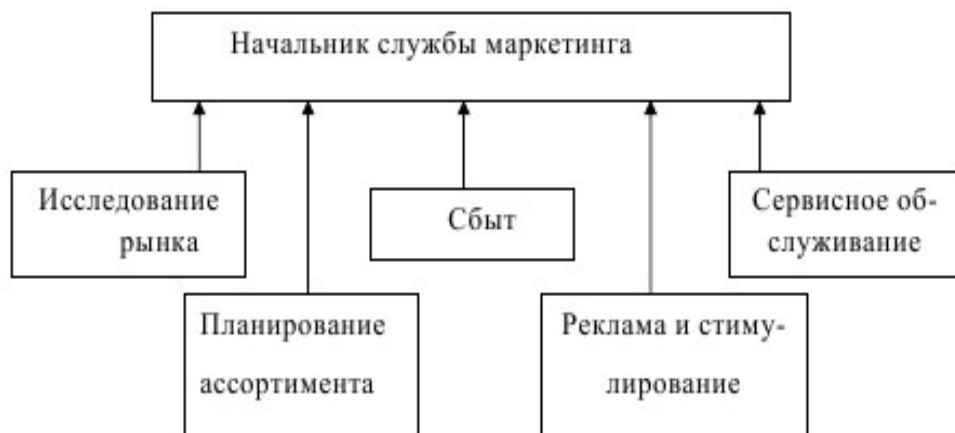 Начальник службы маркетинга
Исследование
рынка
Сбыт
Сервисное об-
служивание
Планирование
ассортимента
Реклама и стиму-
лирование